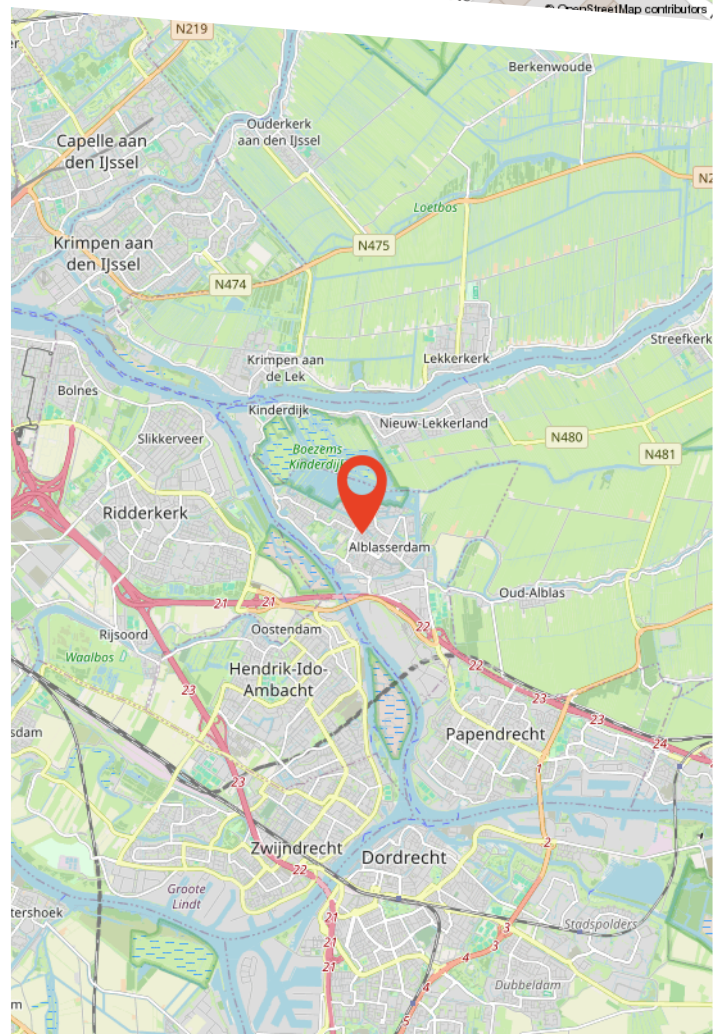 © OpenStreetMap contributors
N219
Berkenwoude
Ouderkerk
aan den IJssel
Capelle aan
den IJssel
Loetbos
Krimpen aan
den IJssel
N475
N474
Streefkerk
Krimpen aan
de Lek
Lekkerkerk
Bolnes
Kinderdijk
Nieuw-Lekkerland
Slikkerveer
N480
Boezems
Kinderdijk
N481
Ridderkerk
Alblasserdam
Oud-Alblas
21
21
22
Rijsoord
Oostendam
Waalbos
22
Hendrik-Ido-
Ambacht
23
23
23
Papendrecht
24
sdam
1
23
2
Zwijndrecht
Dordrecht
22
Groote
Lindt
tershoek
21
21
21
3
3
Stadspolders
4
4
Dubbeldam
5
m